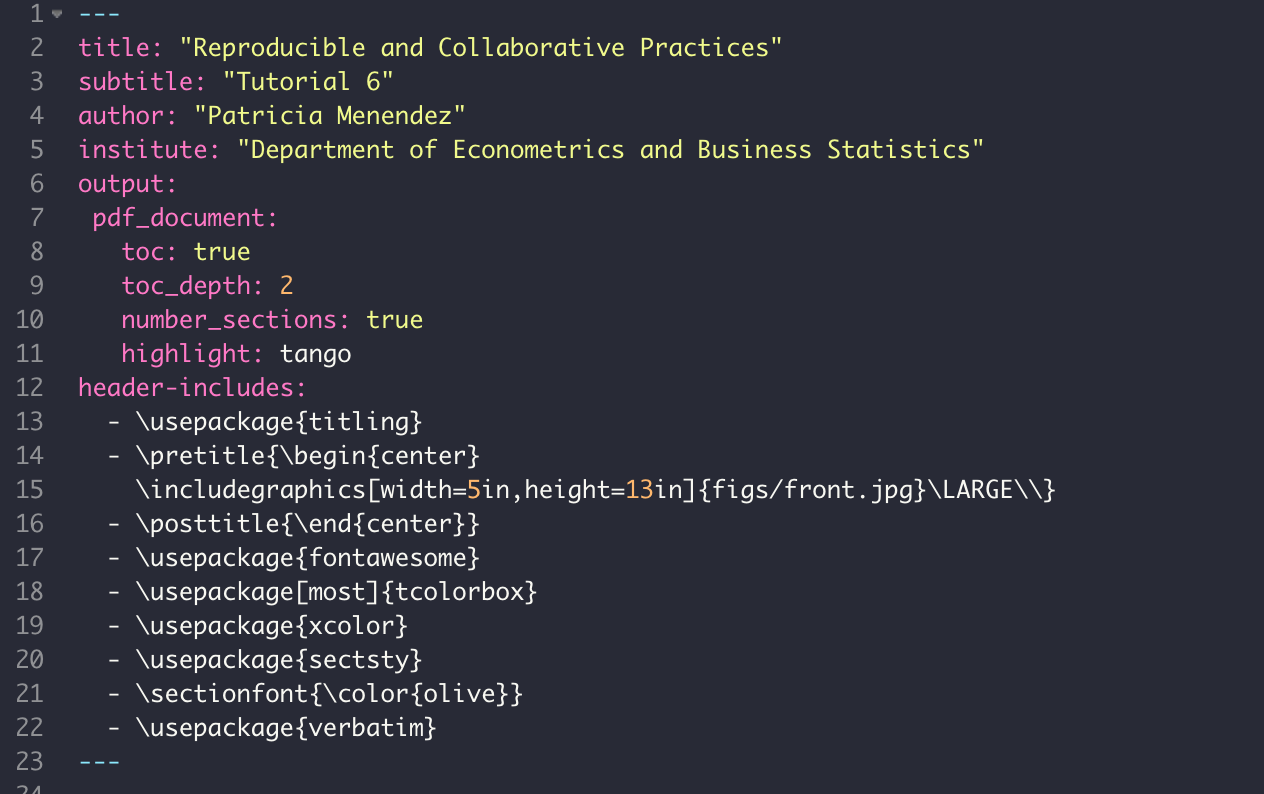 1 ---
2 title: "Reproducible and Collaborative Practices"
3 subtitle: "Tutorial 6"
4 author: "Patricia Menendez"
5 institute: "Department of Econometrics and Business Statistics"
6 output:
7  pdf_document:
8    toc: true
9    toc_depth: 2
10    number_sections: true
11    highlight: tango
12 header-includes:
13   - \usepackage{titling}
14   - \pretitle{\begin{center}
15     \includegraphics[width=5in,height=13in]{figs/front.jpg}\LARGE\\}
16   - \posttitle{\end{center}}
17   - \usepackage{fontawesome}
18   - \usepackage[most]{tcolorbox}
19   - \usepackage{xcolor}
20   - \usepackage{sectsty}
21   - \sectionfont{\color{olive}}
22   - \usepackage{verbatim}
23 ---
24